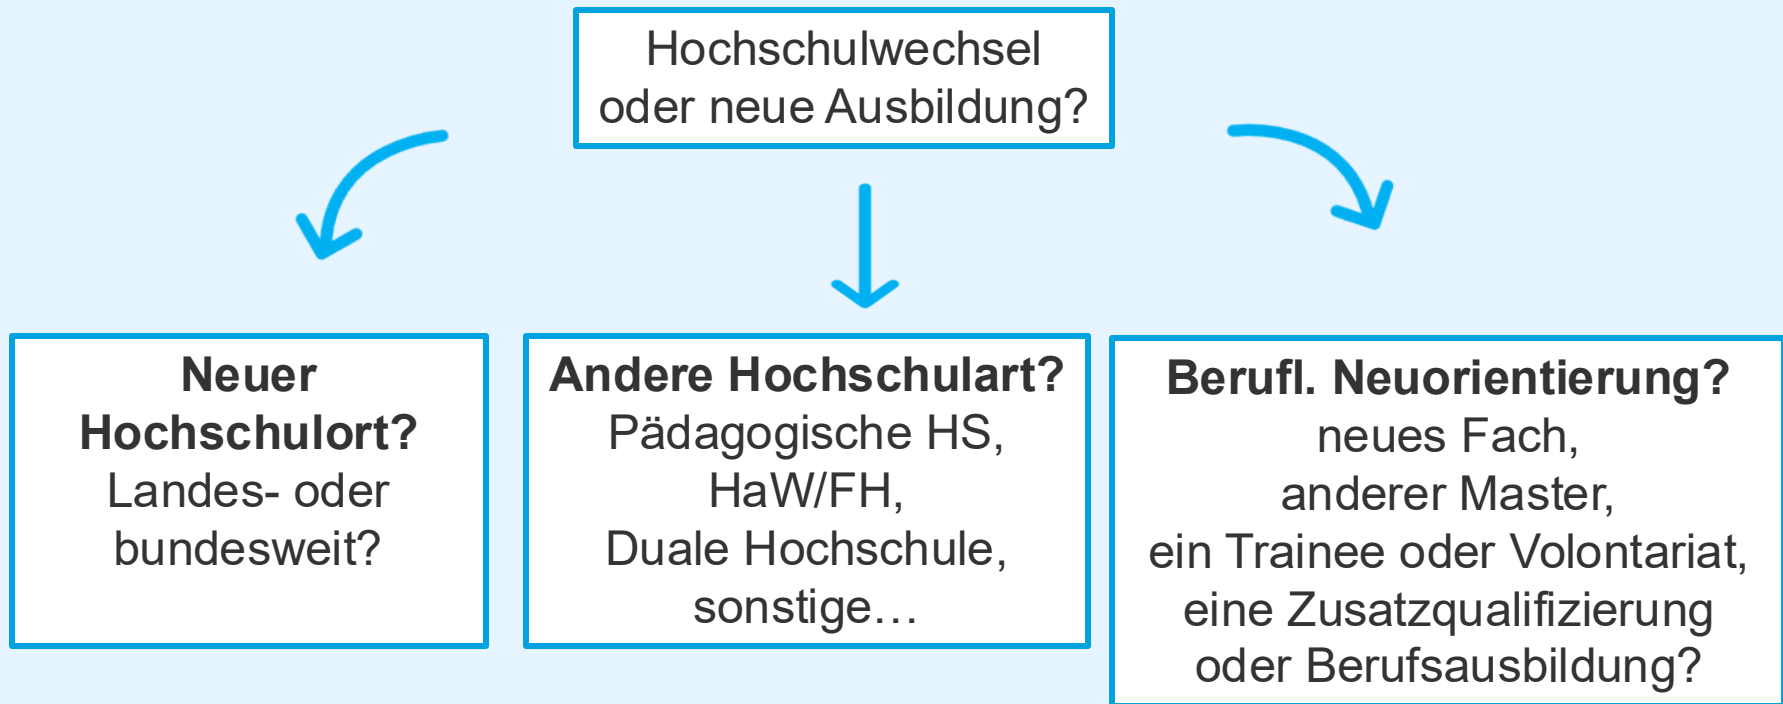 Hochschulwechsel
oder neue Ausbildung?
Neuer
Hochschulort?
Landes- oder
bundesweit?
Andere Hochschulart?
Pädagogische HS,
HaW/FH,
Duale Hochschule,
sonstige…
Berufl. Neuorientierung?
neues Fach,
anderer Master,
ein Trainee oder Volontariat,
eine Zusatzqualifizierung
oder Berufsausbildung?